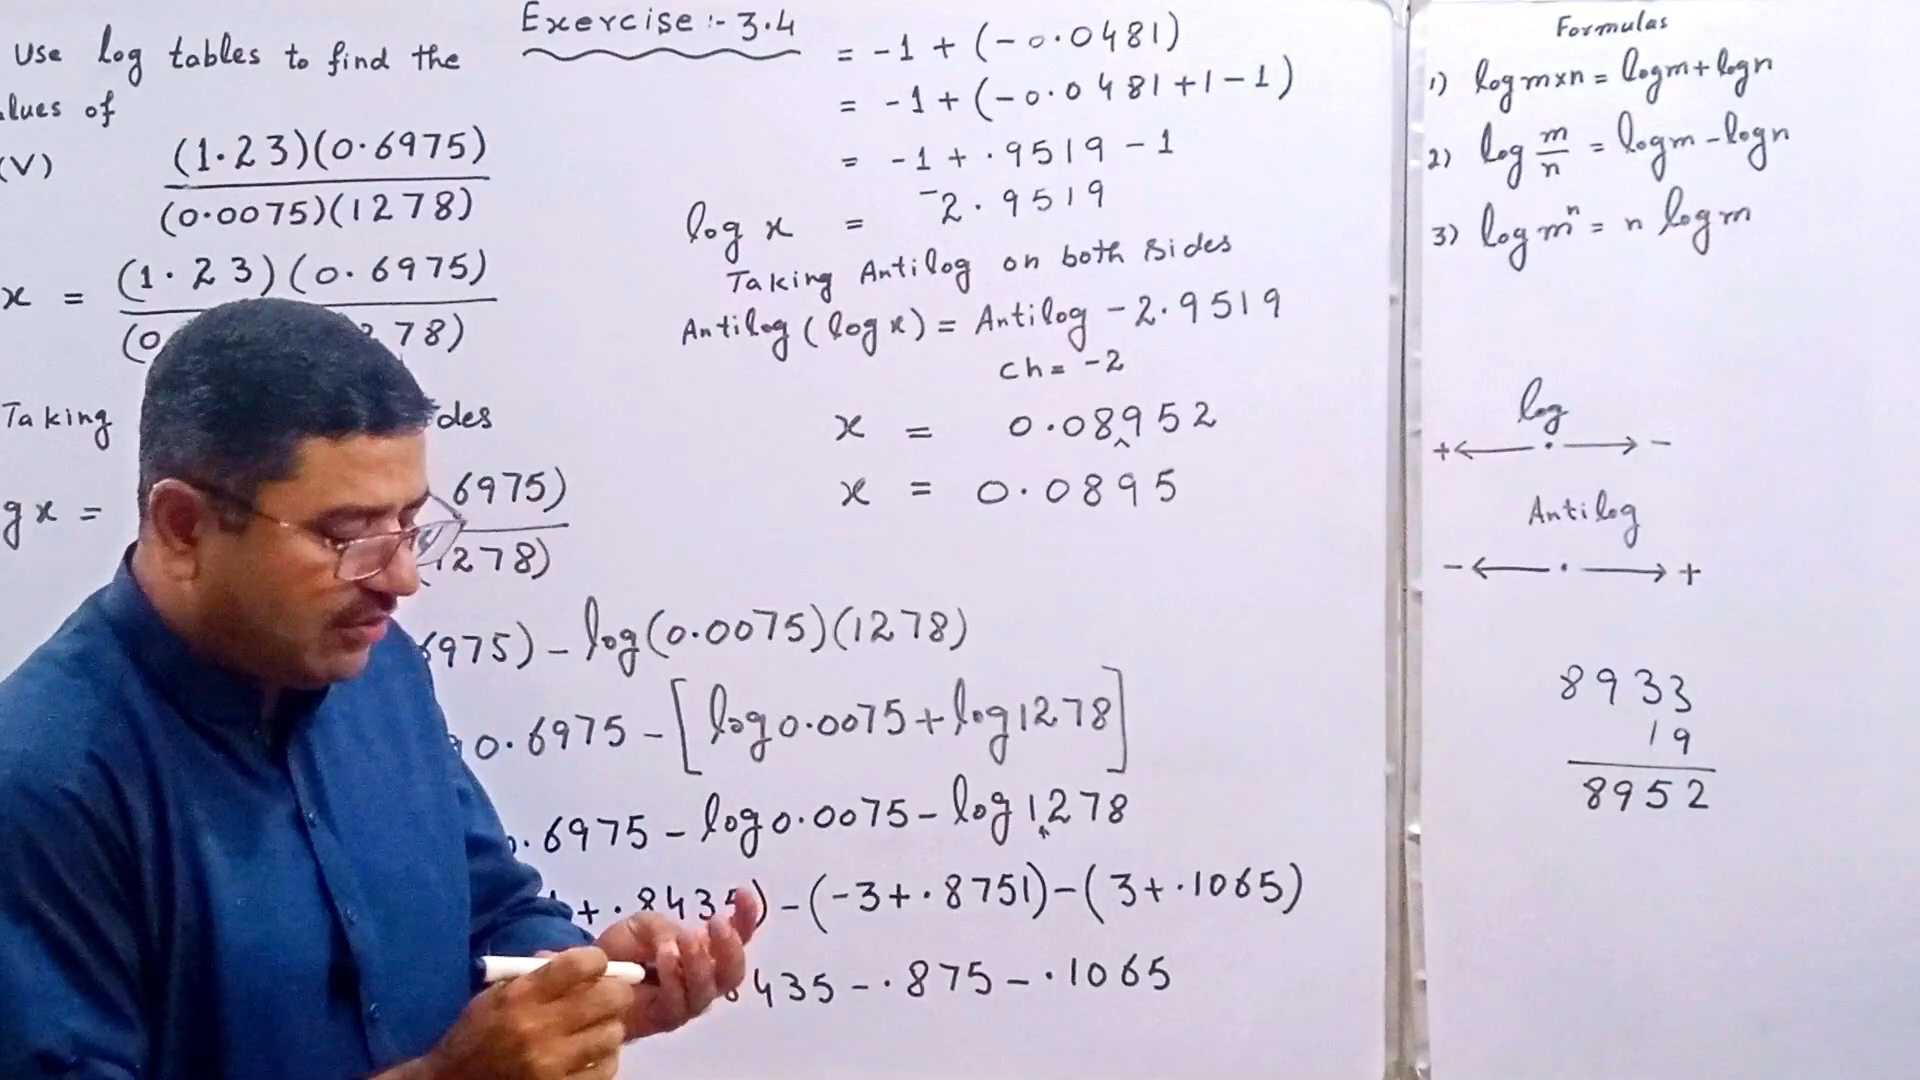 Exercise :- 3.4
Use log tables to find the
lues of
(V) (1.23)(0.6975)
(0.0075)(1278)
x = (1.23)(0.6975)
(0 78)
Taking des
gx = 6975)
1278)
975) - log(0.0075)(1278)
0.6975 - [log 0.0075 + log 1278]
.6975 - log 0.0075 - log 1278
+ .8435) - (-3 + .8751) - (3 + .1065)
435 - .875 - .1065
= -1 + (-0.0481)
= -1 + (-0.0481 + 1 - 1)
= -1 + .9519 - 1
log x = -2.9519
Taking Antilog on both sides
Antilog (log x) = Antilog -2.9519
ch = -2
x = 0.08‸952
x = 0.0895
Formulas
1) log m×n = log m + log n
2) log m/n = log m - log n
3) log mⁿ = n log m
log
+ ← . → -
Antilog
- ← . → +
8933
19
8952